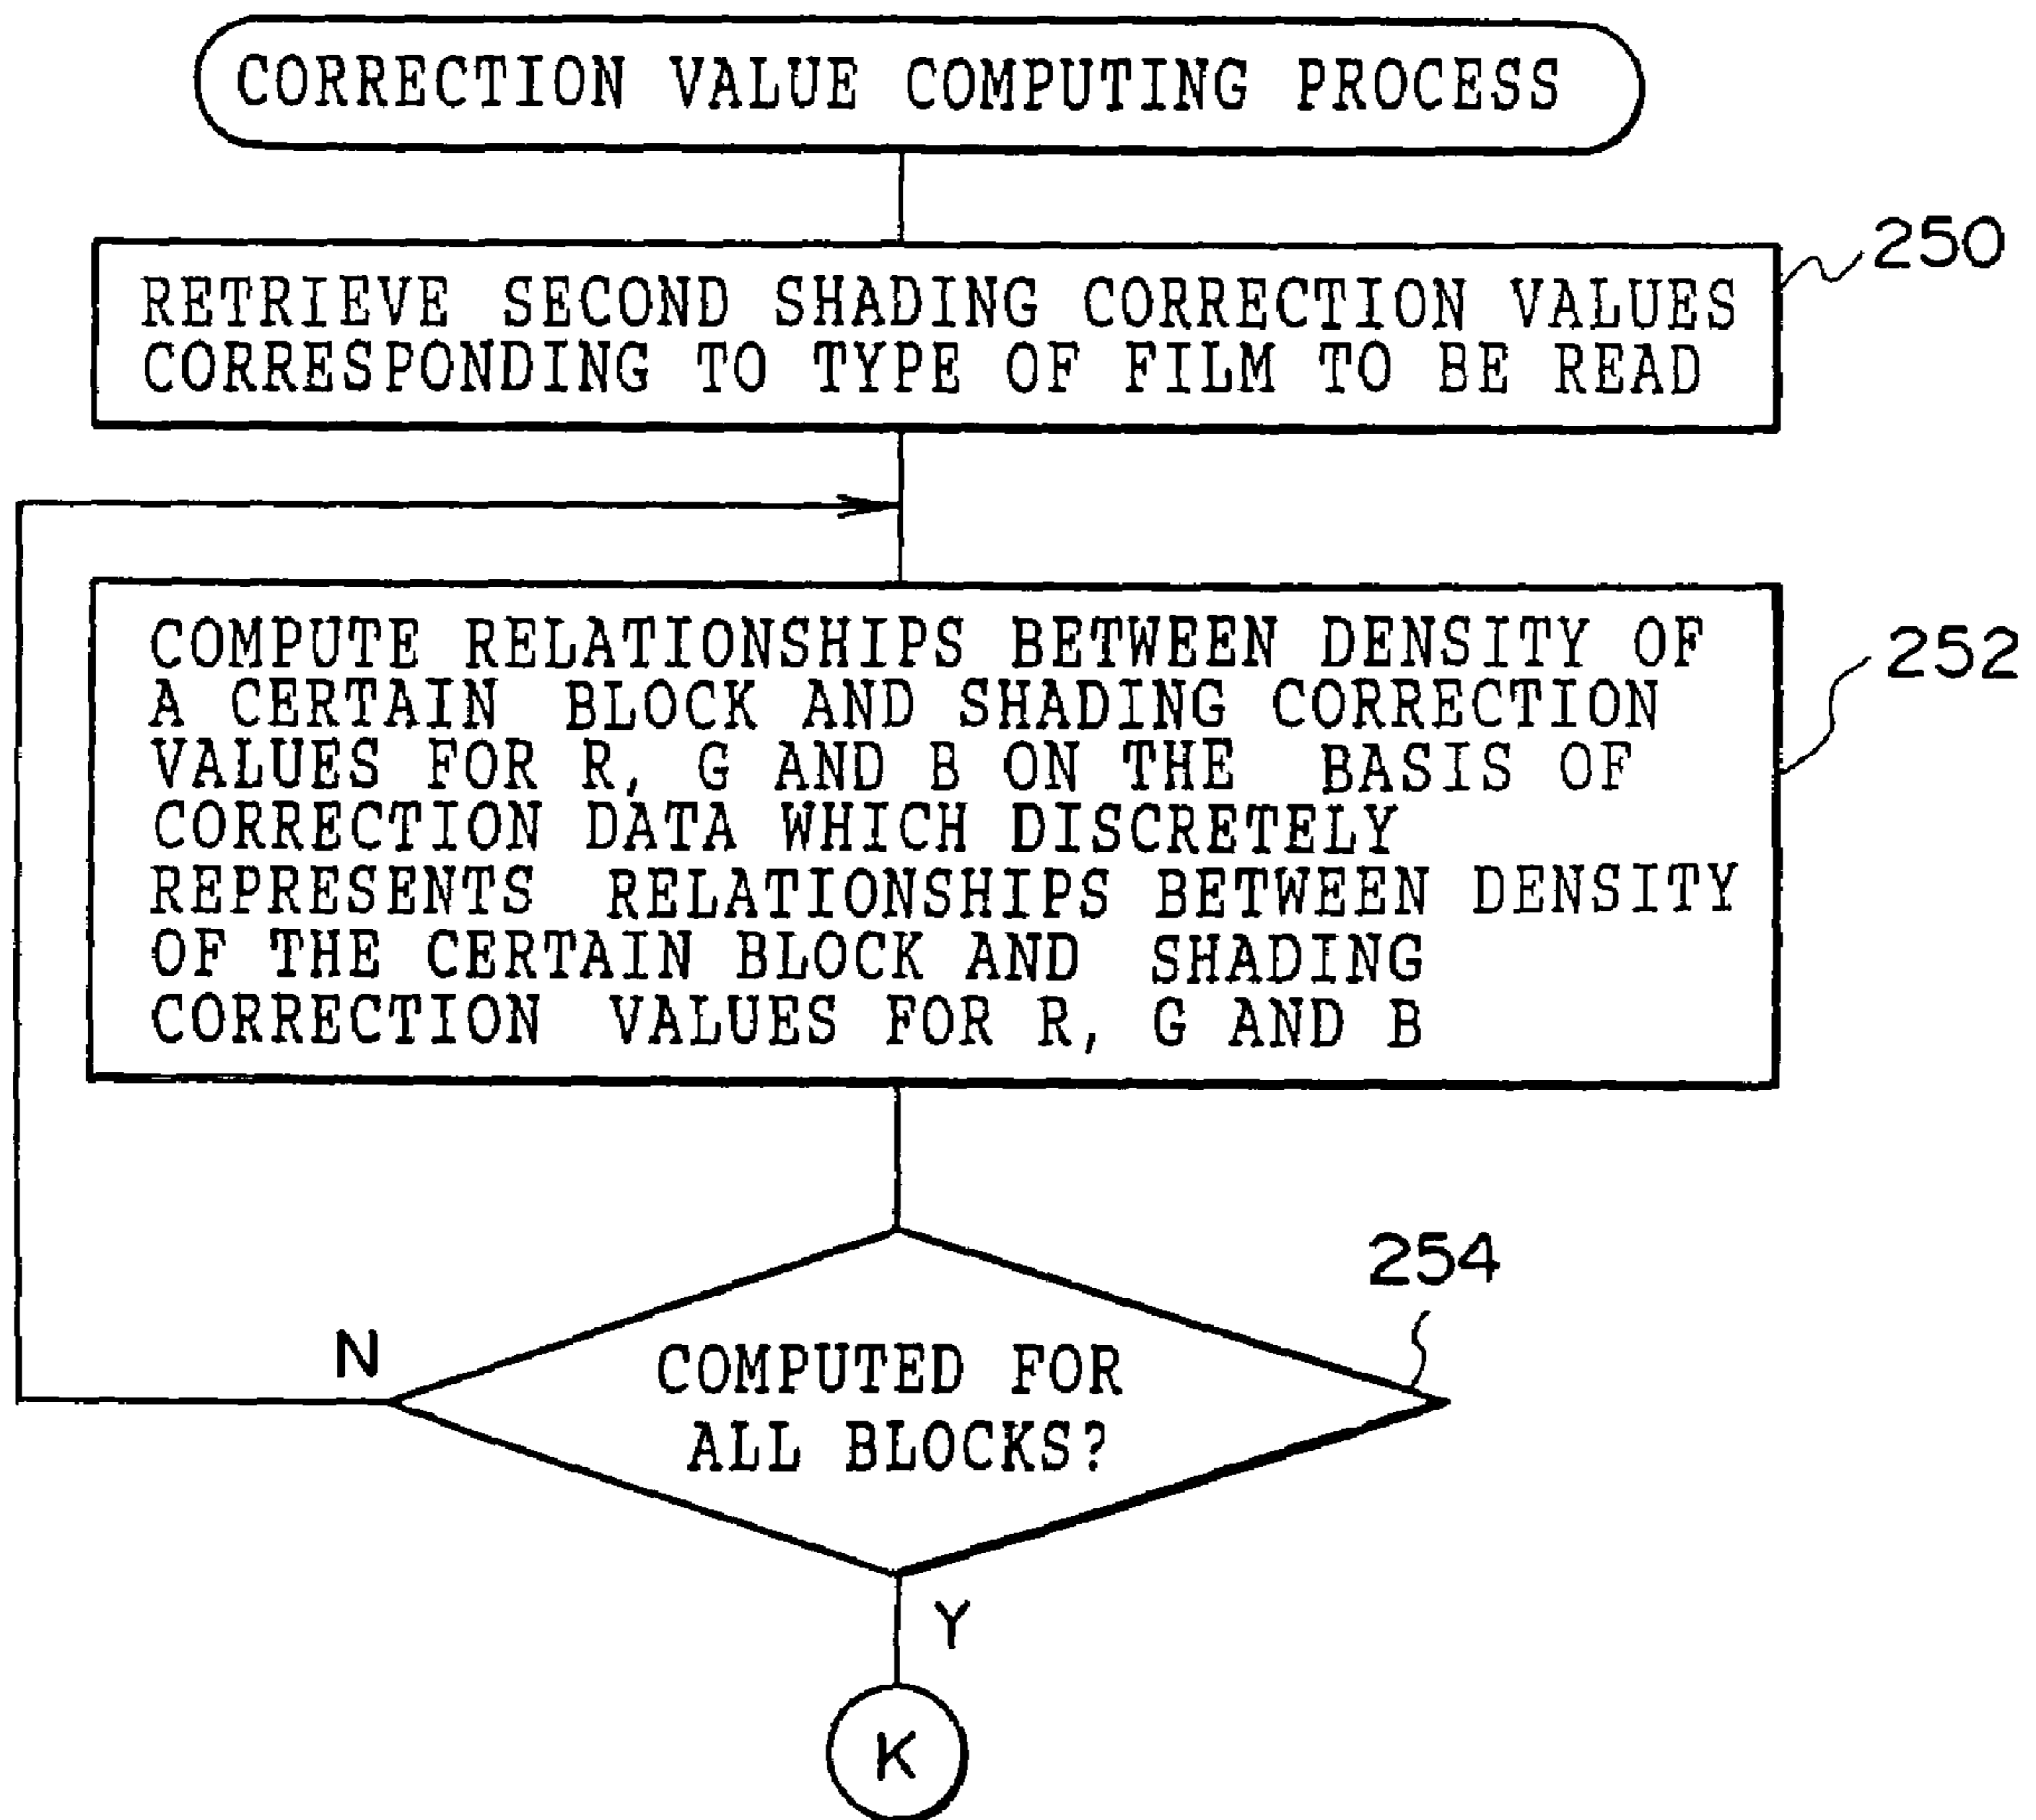 CORRECTION VALUE COMPUTING PROCESS
250
RETRIEVE SECOND SHADING CORRECTION VALUES
CORRESPONDING TO TYPE OF FILM TO BE READ
252
COMPUTE RELATIONSHIPS BETWEEN DENSITY OF
A CERTAIN BLOCK AND SHADING CORRECTION
VALUES FOR R, G AND B ON THE BASIS OF
CORRECTION DATA WHICH DISCRETELY
REPRESENTS RELATIONSHIPS BETWEEN DENSITY
OF THE CERTAIN BLOCK AND SHADING
CORRECTION VALUES FOR R, G AND B
254
N
COMPUTED FOR
ALL BLOCKS?
Y
K